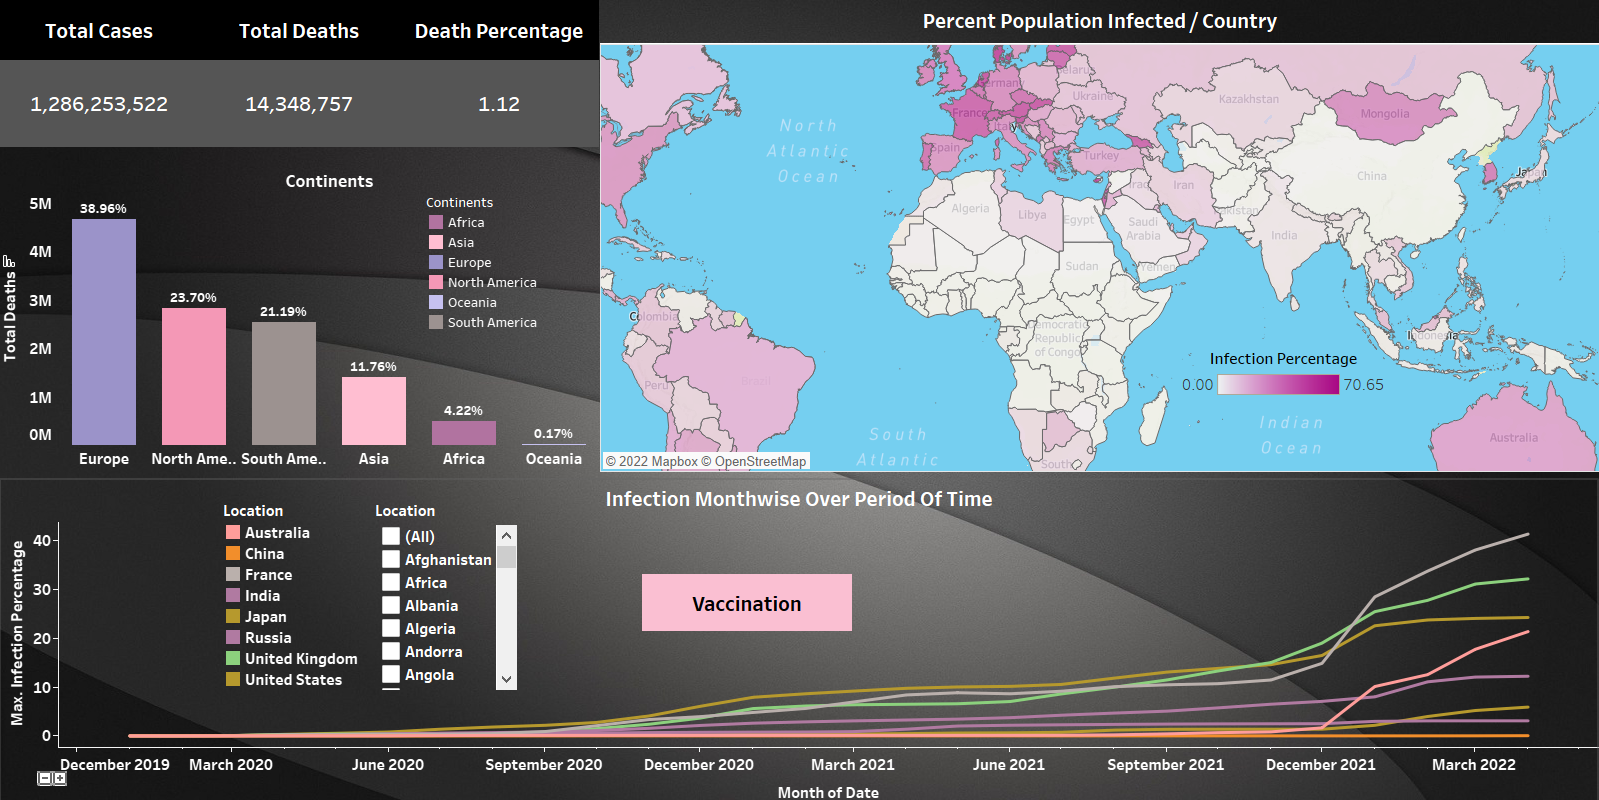 Total Cases
Total Deaths
Death Percentage
1,286,253,522
14,348,757
1.12
Continents
Total Deaths
5M
4M
3M
2M
1M
0M
38.96%
23.70%
21.19%
11.76%
4.22%
0.17%
Europe
North Ame..
South Ame..
Asia
Africa
Oceania
Continents
Africa
Asia
Europe
North America
Oceania
South America
Percent Population Infected / Country
North
Atlantic
Ocean
South
Atlantic
Indian
Ocean
Belarus
Ukraine
Kazakhstan
Mongolia
France
Italy
Spain
Turkey
China
Japan
Iraq
Iran
Algeria
Libya
Egypt
Saudi
Arabia
Pakistan
India
Sudan
Yemen
Colombia
Democratic
Republic
of Congo
Indonesia
Peru
Brazil
Australia
South
Infection Percentage
0.00
70.65
© 2022 Mapbox © OpenStreetMap
Infection Monthwise Over Period Of Time
Location
Australia
China
France
India
Japan
Russia
United Kingdom
United States
Location
(All)
Afghanistan
Africa
Albania
Algeria
Andorra
Angola
Vaccination
Max. Infection Percentage
40
30
20
10
0
December 2019
March 2020
June 2020
September 2020
December 2020
March 2021
June 2021
September 2021
December 2021
March 2022
Month of Date